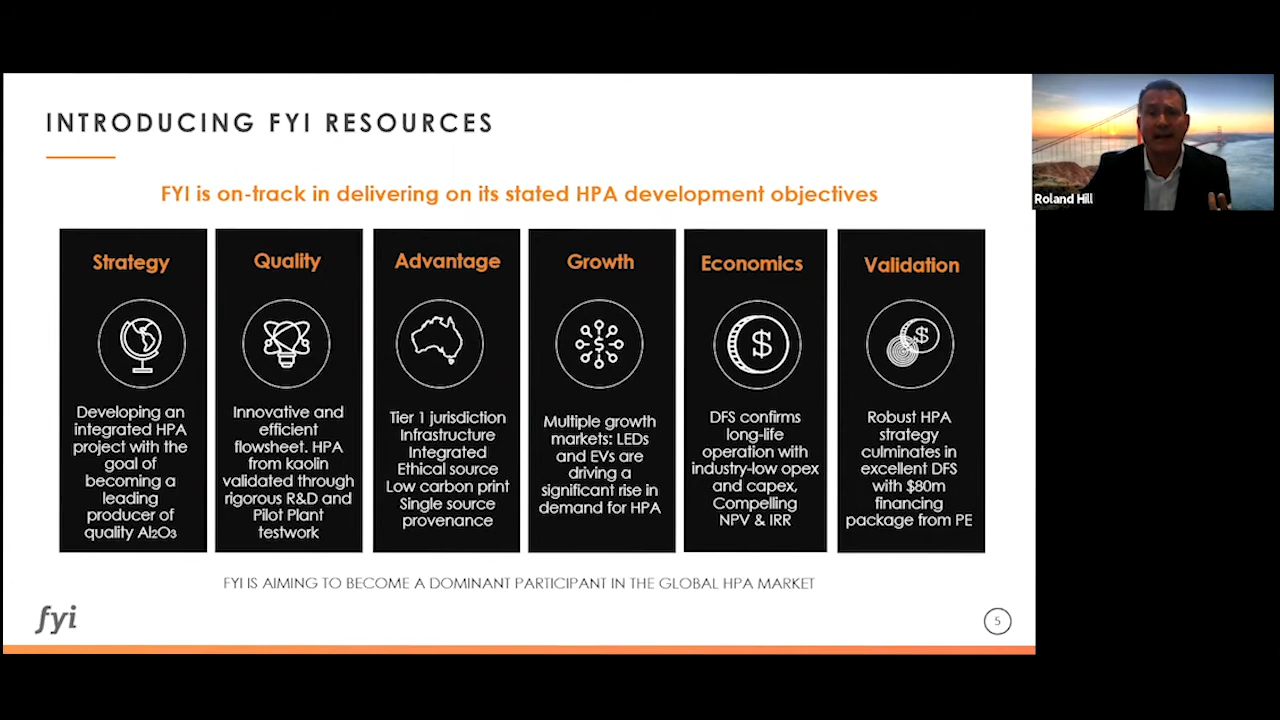 INTRODUCING FYI RESOURCES
FYI is on-track in delivering on its stated HPA development objectives
Strategy
Developing an
integrated HPA
project with the
goal of
becoming a
leading
producer of
quality Al2O3
Quality
Innovative and
efficient
flowsheet. HPA
from kaolin
validated through
rigorous R&D and
Pilot Plant
testwork
Advantage
Tier 1 jurisdiction
Infrastructure
Integrated
Ethical source
Low carbon print
Single source
provenance
Growth
$
Multiple growth
markets: LEDs
and EVs are
driving a
significant rise in
demand for HPA
Economics
$
DFS confirms
long-life
operation with
industry-low opex
and capex,
Compelling
NPV & IRR
Validation
$
Robust HPA
strategy
culminates in
excellent DFS
with $80m
financing
package from PE
FYI IS AIMING TO BECOME A DOMINANT PARTICIPANT IN THE GLOBAL HPA MARKET
fyi
5
Roland Hill